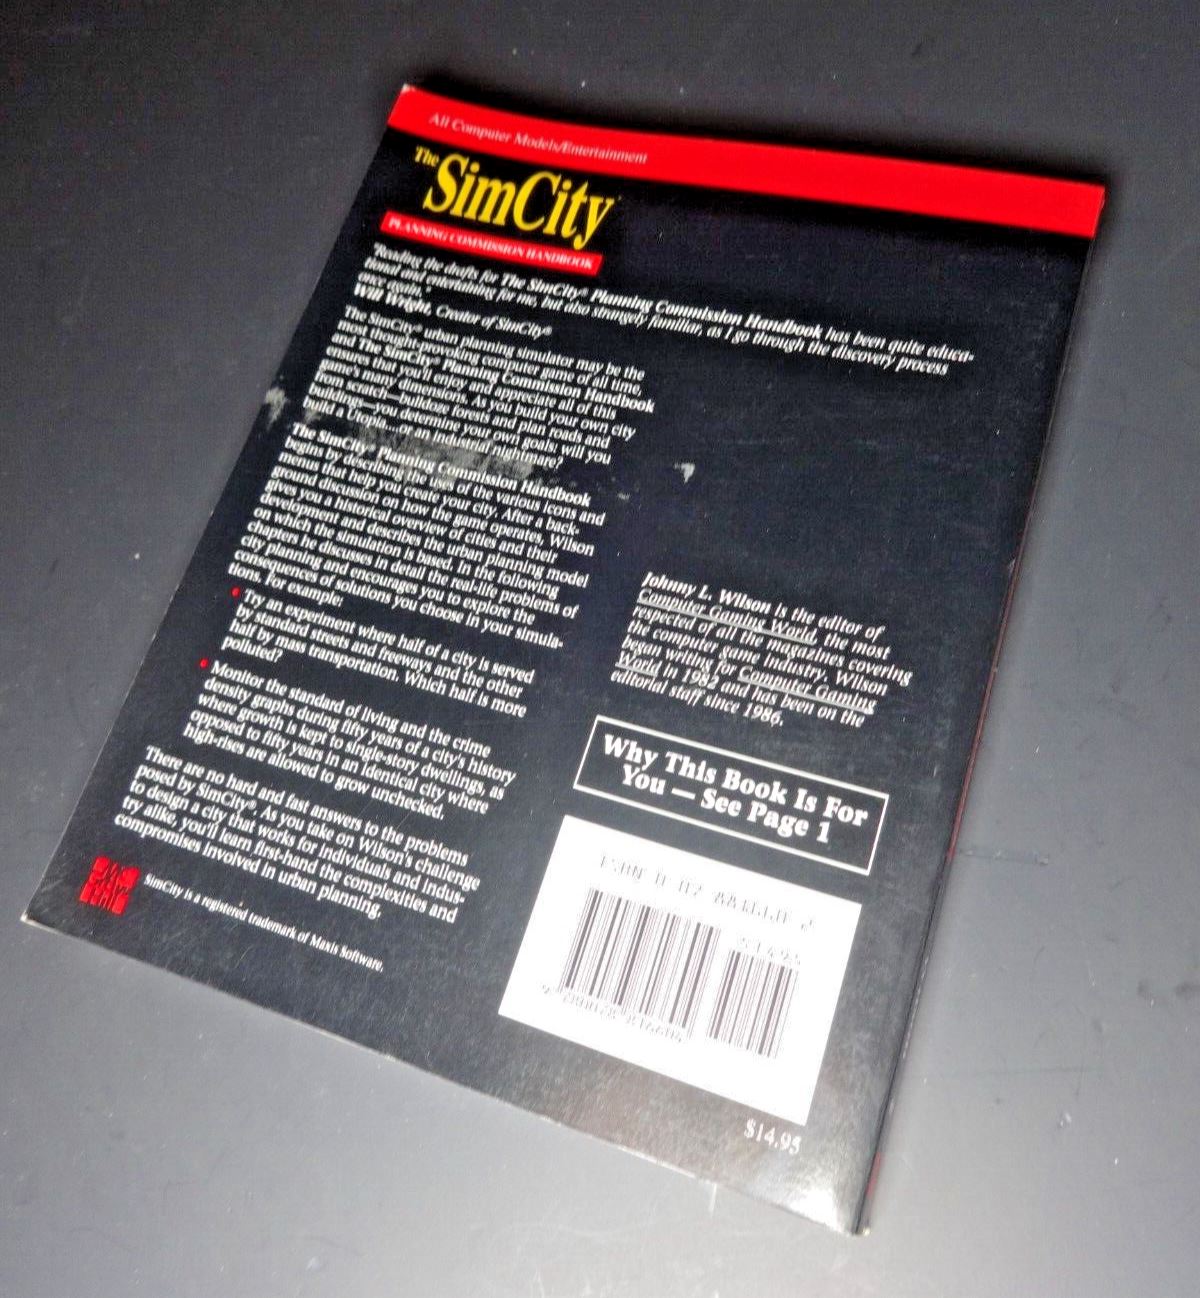 All Computer Models/Entertainment
The
SimCity
PLANNING COMMISSION HANDBOOK
"Reading the drafts for The SimCity® Planning Commission Handbook has been quite educa-
tional and entertaining for me, but also strangely familiar, as I go through the discovery process
once again."
Will Wright, Creator of SimCity®
The SimCity® urban planning simulator may be the
most thought-provoking computer game of all time,
and The SimCity® Planning Commission Handbook
ensures that you'll enjoy and appreciate all of this
game's many dimensions. As you build your own city
from scratch—bulldoze forests and plan roads and
buildings—you determine your own goals; will you
build a Utopia—or an industrial nightmare?
The SimCity® Planning Commission Handbook
begins by describing the uses of the various icons and
menus that help you create your city. After a back-
ground discussion on how the game operates, Wilson
gives you a historical overview of cities and their
development and describes the urban planning model
on which the simulation is based. In the following
chapters he discusses in detail the real-life problems of
city planning and encourages you to explore the
consequences of solutions you choose in your simula-
tions. For example:
• Try an experiment where half of a city is served
by standard streets and freeways and the other
half by mass transportation. Which half is more
polluted?
• Monitor the standard of living and the crime
density graphs during fifty years of a city's history
where growth is kept to single-story dwellings, as
opposed to fifty years in an identical city where
high-rises are allowed to grow unchecked.
There are no hard and fast answers to the problems
posed by SimCity®. As you take on Wilson's challenge
to design a city that works for individuals and indus-
try alike, you'll learn first-hand the complexities and
compromises involved in urban planning.
SimCity is a registered trademark of Maxis Software.
Johnny L. Wilson is the editor of
Computer Gaming World, the most
respected of all the magazines covering
the computer game industry. Wilson
began writing for Computer Gaming
World in 1982 and has been on the
editorial staff since 1986.
Why This Book Is For
You — See Page 1
ISBN
$14.95